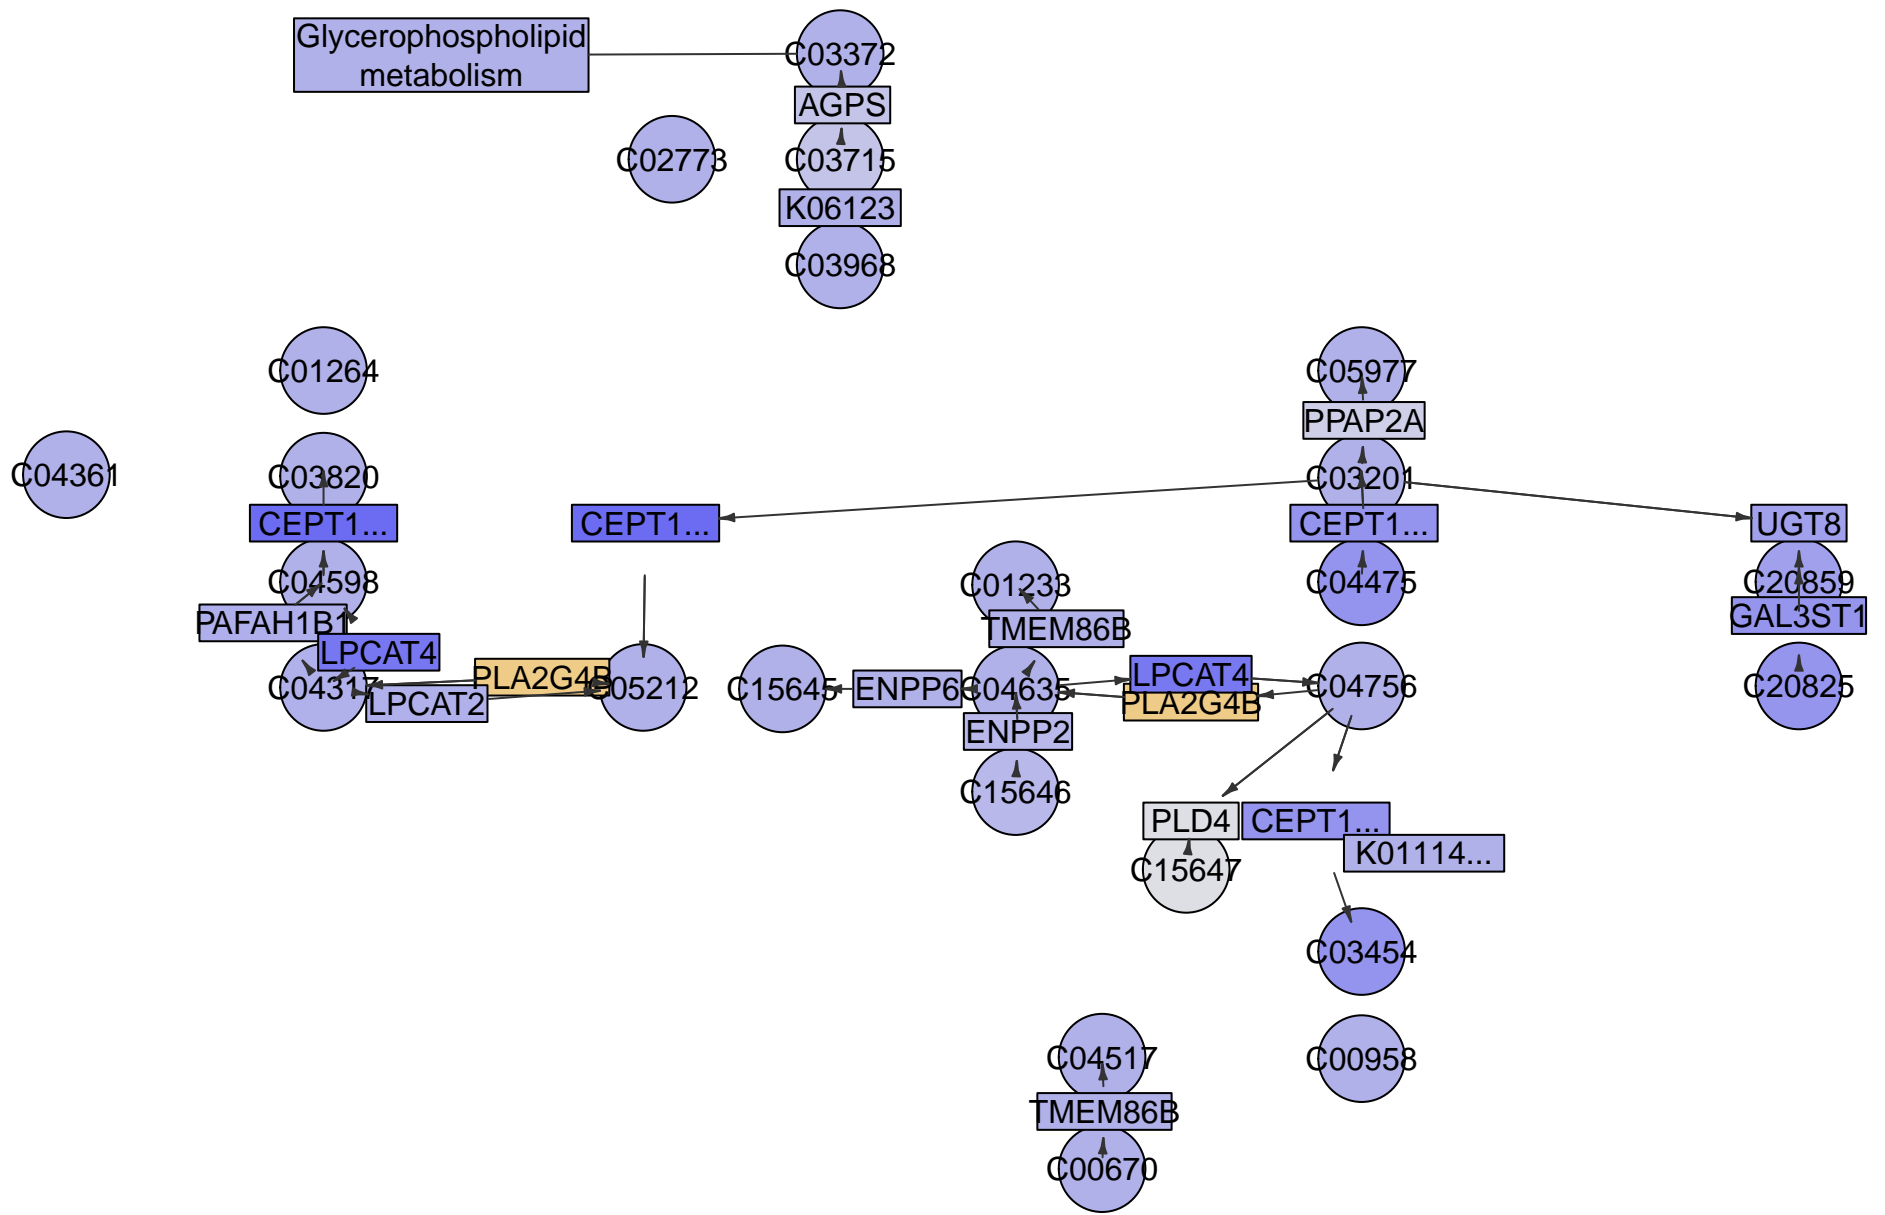 Glycerophospholipid
metabolism
C03372
AGPS
C02773
C03715
K06123
C03968
C01264
C05977
PPAP2A
C04361
C03820
C03201
CEPT1...
CEPT1...
CEPT1...
UGT8
C04598
C01233
C04475
C20859
PAFAH1B1
TMEM86B
GAL3ST1
LPCAT4
C04317
PLA2G4B
LPCAT2
C05212
C15645
ENPP6
C04635
LPCAT4
PLA2G4B
C04756
C20825
ENPP2
C15646
PLD4
CEPT1...
K01114...
C15647
C03454
C04517
C00958
TMEM86B
C00670